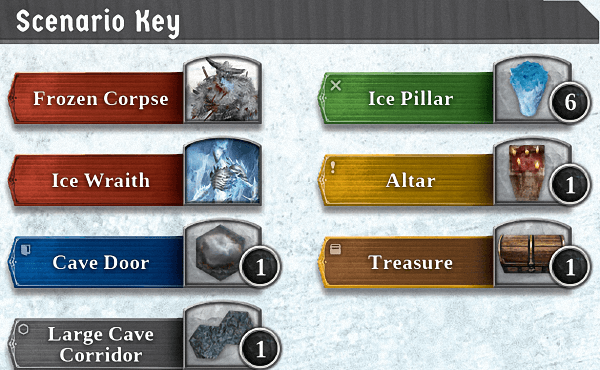 Scenario Key
Frozen Corpse
Ice Wraith
Cave Door
1
Large Cave
Corridor
1
Ice Pillar
6
Altar
1
Treasure
1